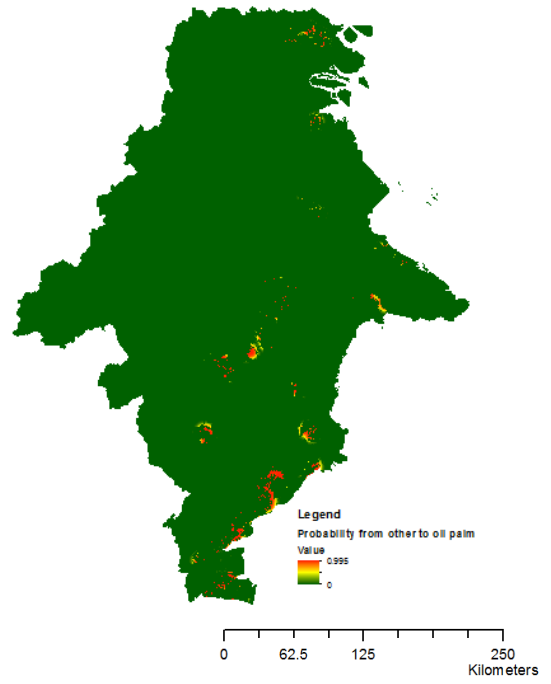 Legend
Probability from other to oil palm
Value
0.995
0
0 62.5 125 250
Kilometers